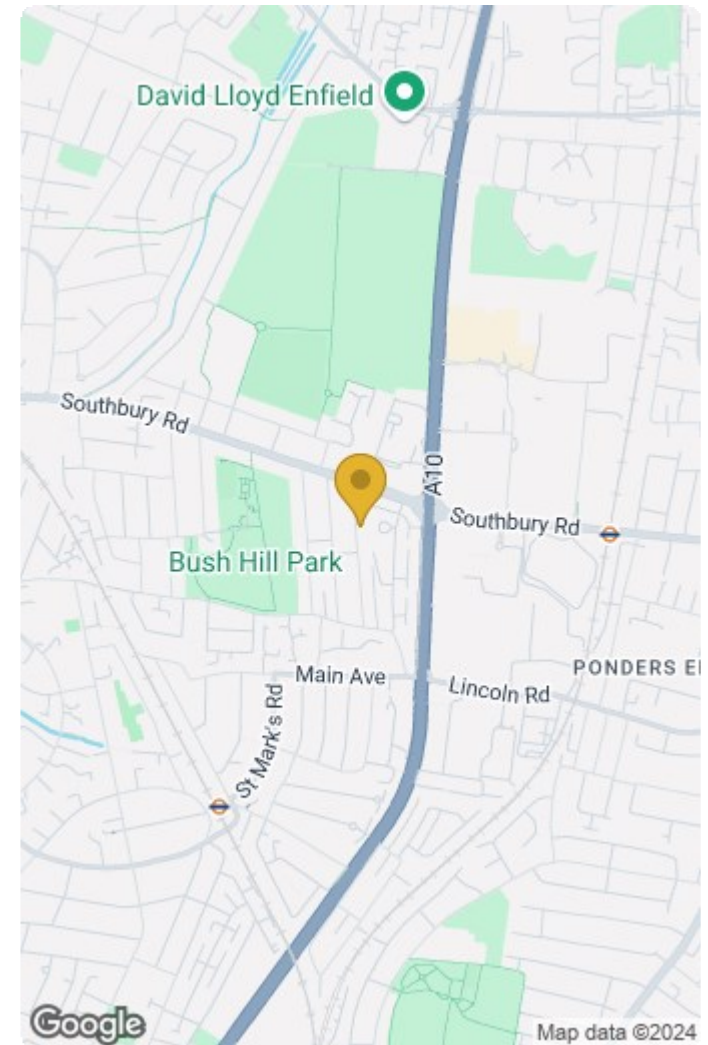 David Lloyd Enfield
Southbury Rd
A10
Southbury Rd
Bush Hill Park
PONDERS E
Main Ave
Lincoln Rd
St Mark's Rd
Google
Map data ©2024